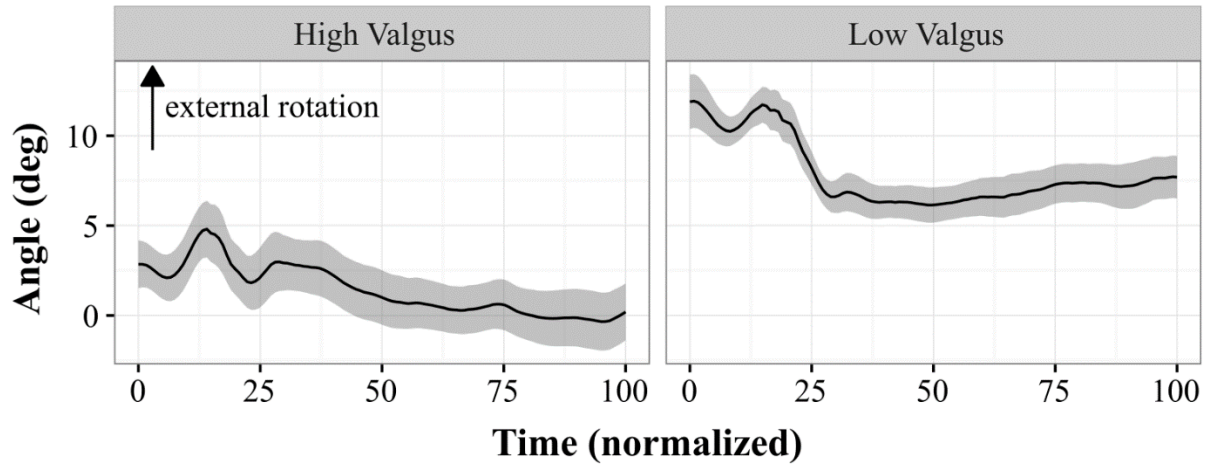 High Valgus
Low Valgus
external rotation
Angle (deg)
10
5
0
0 25 50 75 100
0 25 50 75 100
Time (normalized)